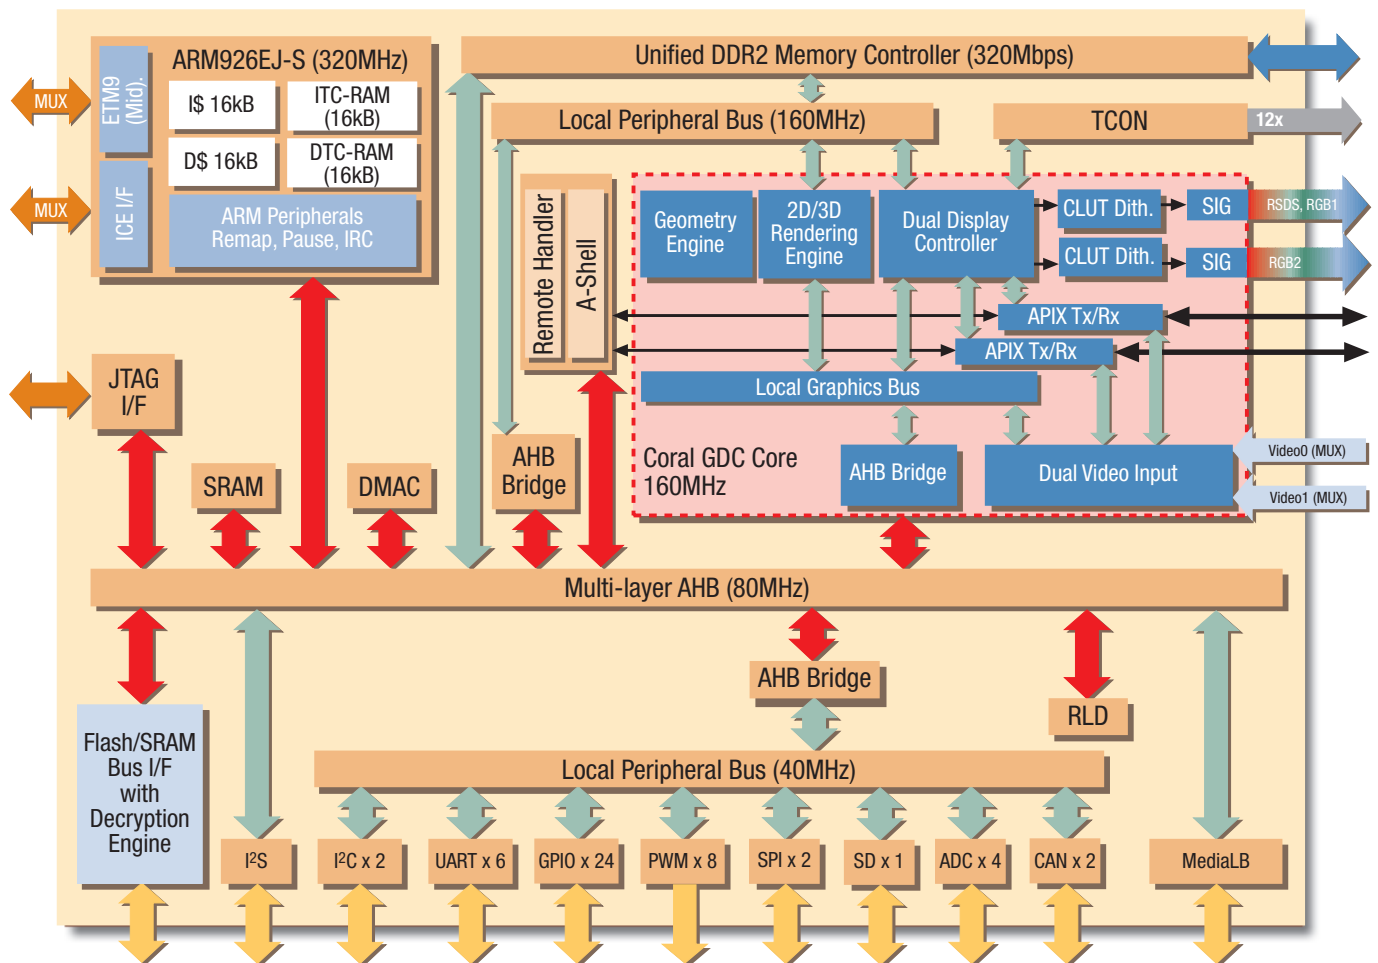 ARM926EJ-S (320MHz)
Unified DDR2 Memory Controller (320Mbps)
MUX
ETM9
(Mid).
I$ 16kB
ITC-RAM
(16kB)
D$ 16kB
DTC-RAM
(16kB)
MUX
ICE I/F
ARM Peripherals
Remap, Pause, IRC
Local Peripheral Bus (160MHz)
TCON
12x
Remote Handler
A-Shell
Geometry
Engine
2D/3D
Rendering
Engine
Dual Display
Controller
CLUT Dith.
SIG
RSDS, RGB1
CLUT Dith.
SIG
RGB2
APIX Tx/Rx
APIX Tx/Rx
Local Graphics Bus
JTAG
I/F
SRAM
DMAC
AHB
Bridge
Coral GDC Core
160MHz
AHB Bridge
Dual Video Input
Video0 (MUX)
Video1 (MUX)
Multi-layer AHB (80MHz)
AHB Bridge
RLD
Flash/SRAM
Bus I/F
with
Decryption
Engine
Local Peripheral Bus (40MHz)
I²S
I²C x 2
UART x 6
GPIO x 24
PWM x 8
SPI x 2
SD x 1
ADC x 4
CAN x 2
MediaLB